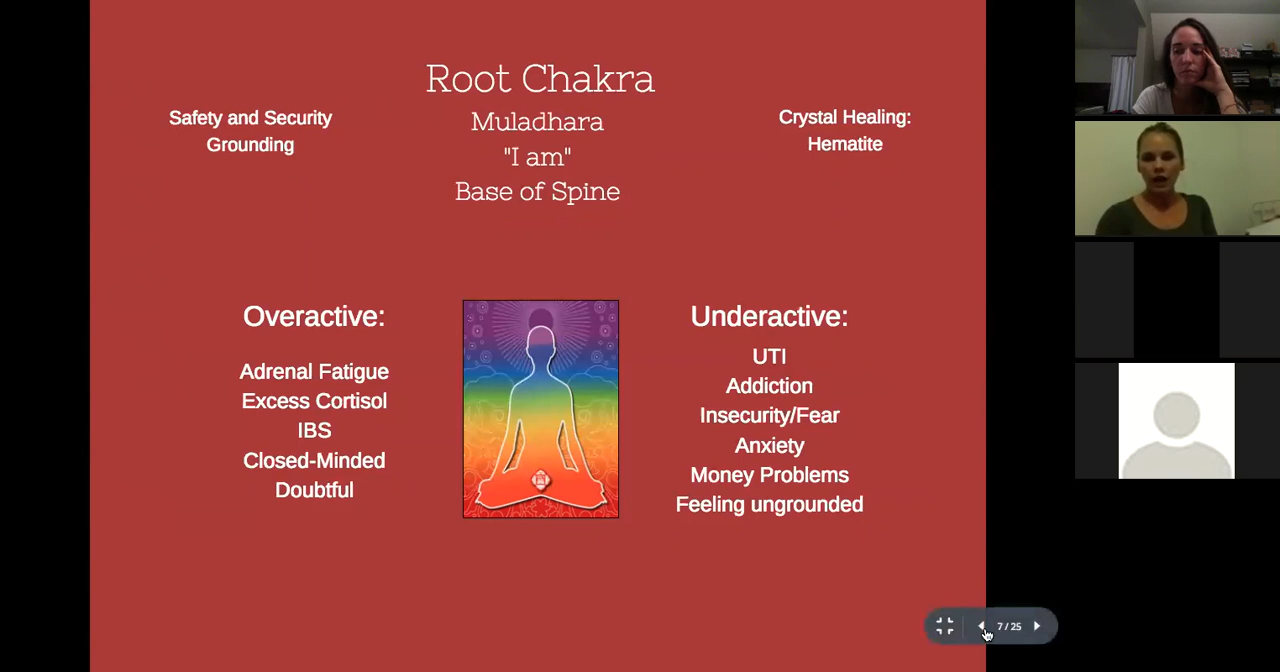 Root Chakra
Muladhara
"I am"
Base of Spine
Safety and Security
Grounding
Crystal Healing:
Hematite
Overactive:
Adrenal Fatigue
Excess Cortisol
IBS
Closed-Minded
Doubtful
Underactive:
UTI
Addiction
Insecurity/Fear
Anxiety
Money Problems
Feeling ungrounded
7 / 25